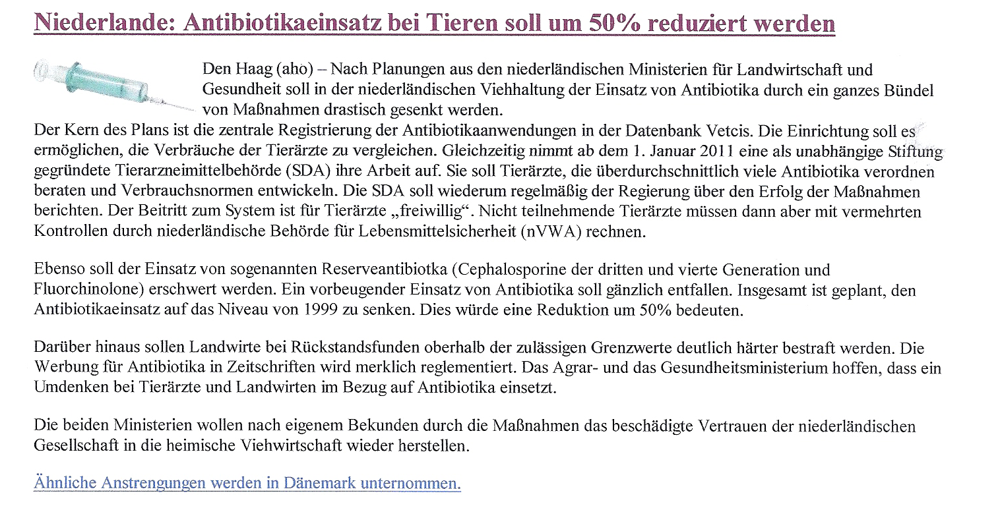 Niederlande: Antibiotikaeinsatz bei Tieren soll um 50% reduziert werden
Den Haag (aho) – Nach Planungen aus den niederländischen Ministerien für Landwirtschaft und
Gesundheit soll in der niederländischen Viehhaltung der Einsatz von Antibiotika durch ein ganzes Bündel
von Maßnahmen drastisch gesenkt werden.
Der Kern des Plans ist die zentrale Registrierung der Antibiotikaanwendungen in der Datenbank Vetcis. Die Einrichtung soll es
ermöglichen, die Verbräuche der Tierärzte zu vergleichen. Gleichzeitig nimmt ab dem 1. Januar 2011 eine als unabhängige Stiftung
gegründete Tierarzneimittelbehörde (SDA) ihre Arbeit auf. Sie soll Tierärzte, die überdurchschnittlich viele Antibiotika verordnen
beraten und Verbrauchsnormen entwickeln. Die SDA soll wiederum regelmäßig der Regierung über den Erfolg der Maßnahmen
berichten. Der Beitritt zum System ist für Tierärzte „freiwillig“. Nicht teilnehmende Tierärzte müssen dann aber mit vermehrten
Kontrollen durch niederländische Behörde für Lebensmittelsicherheit (nVWA) rechnen.
Ebenso soll der Einsatz von sogenannten Reserveantibiotka (Cephalosporine der dritten und vierte Generation und
Fluorchinolone) erschwert werden. Ein vorbeugender Einsatz von Antibiotika soll gänzlich entfallen. Insgesamt ist geplant, den
Antibiotikaeinsatz auf das Niveau von 1999 zu senken. Dies würde eine Reduktion um 50% bedeuten.
Darüber hinaus sollen Landwirte bei Rückstandsfunden oberhalb der zulässigen Grenzwerte deutlich härter bestraft werden. Die
Werbung für Antibiotika in Zeitschriften wird merklich reglementiert. Das Agrar- und das Gesundheitsministerium hoffen, dass ein
Umdenken bei Tierärzte und Landwirten im Bezug auf Antibiotika einsetzt.
Die beiden Ministerien wollen nach eigenem Bekunden durch die Maßnahmen das beschädigte Vertrauen der niederländischen
Gesellschaft in die heimische Viehwirtschaft wieder herstellen.
Ähnliche Anstrengungen werden in Dänemark unternommen.